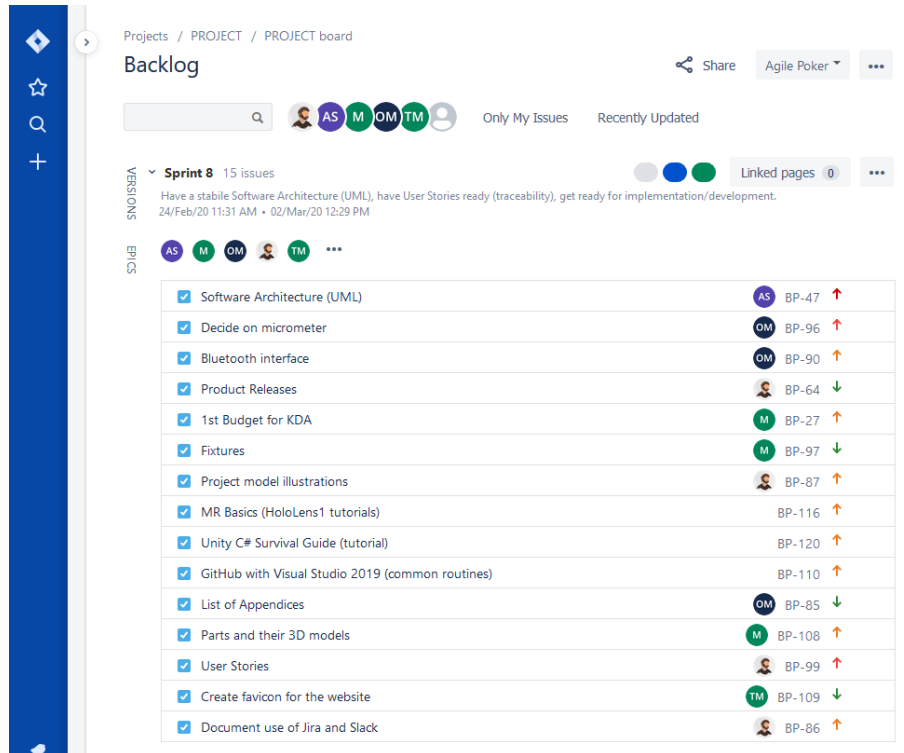 Projects / PROJECT / PROJECT board
Backlog
Share
Agile Poker
AS M OM TM
Only My Issues
Recently Updated
VERSIONS
Sprint 8 15 issues
Linked pages 0
Have a stabile Software Architecture (UML), have User Stories ready (traceability), get ready for implementation/development.
24/Feb/20 11:31 AM • 02/Mar/20 12:29 PM
EPICS
AS M OM TM
Software Architecture (UML) AS BP-47
Decide on micrometer OM BP-96
Bluetooth interface OM BP-90
Product Releases BP-64
1st Budget for KDA M BP-27
Fixtures M BP-97
Project model illustrations BP-87
MR Basics (HoloLens1 tutorials) BP-116
Unity C# Survival Guide (tutorial) BP-120
GitHub with Visual Studio 2019 (common routines) BP-110
List of Appendices OM BP-85
Parts and their 3D models M BP-108
User Stories BP-99
Create favicon for the website TM BP-109
Document use of Jira and Slack BP-86